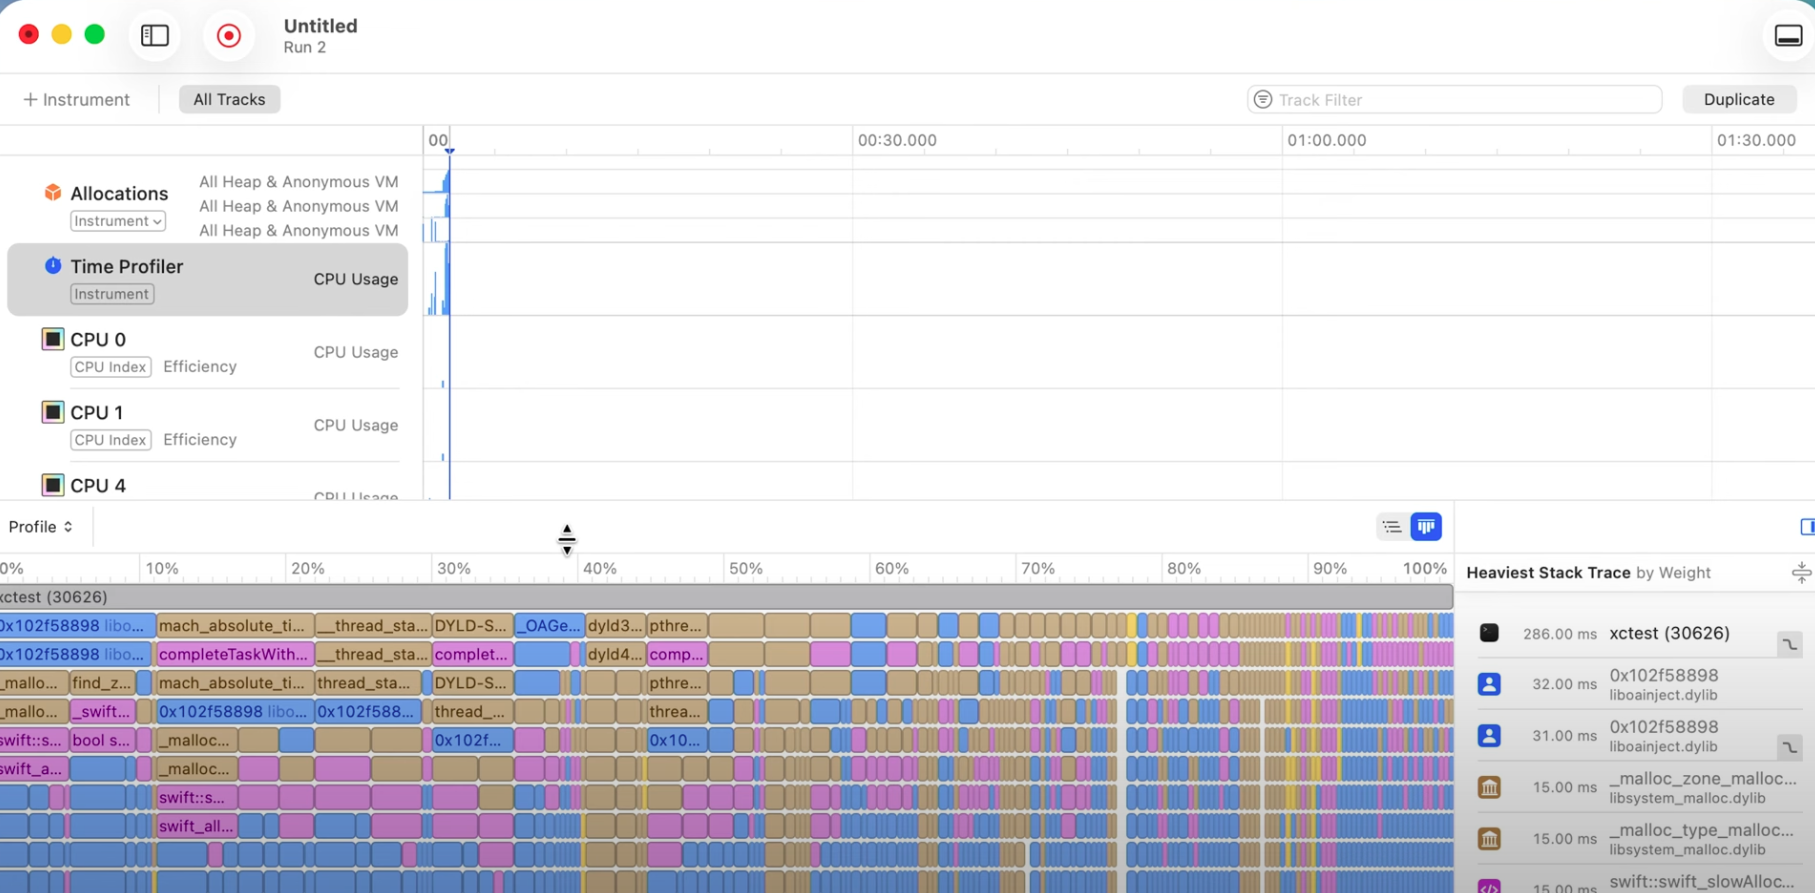 Untitled
Run 2
+ Instrument
All Tracks
Track Filter
Duplicate
00
00:30.000
01:00.000
01:30.000
Allocations
Instrument
All Heap & Anonymous VM
All Heap & Anonymous VM
All Heap & Anonymous VM
Time Profiler
Instrument
CPU Usage
CPU 0
CPU Index Efficiency
CPU Usage
CPU 1
CPU Index Efficiency
CPU Usage
CPU 4
CPU Usage
Profile
0% 10% 20% 30% 40% 50% 60% 70% 80% 90% 100%
xctest (30626)
0x102f58898 libo... mach_absolute_ti... __thread_sta... DYLD-S... _OAGe... dyld3... pthre...
0x102f58898 libo... completeTaskWith... __thread_sta... complet... dyld4... comp...
_mallo... find_z... mach_absolute_ti... thread_sta... DYLD-S... pthre...
_mallo... _swift... 0x102f58898 libo... 0x102f588... thread_... threa...
swift::s... bool s... _malloc... 0x102f... 0x10...
swift_a... _malloc...
swift::s...
swift_all...
Heaviest Stack Trace by Weight
286.00 ms xctest (30626)
32.00 ms 0x102f58898
liboainject.dylib
31.00 ms 0x102f58898
liboainject.dylib
15.00 ms _malloc_zone_malloc...
libsystem_malloc.dylib
15.00 ms _malloc_type_malloc...
libsystem_malloc.dylib
15.00 ms swift::swift_slowAlloc...